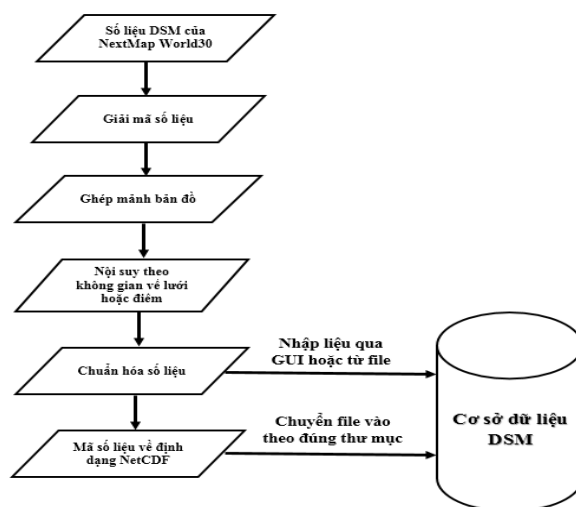 Số liệu DSM của
NextMap World30
Giải mã số liệu
Ghép mảnh bản đồ
Nội suy theo
không gian về lưới
hoặc điểm
Chuẩn hóa số liệu
Nhập liệu qua
GUI hoặc từ file
Mã số liệu về định
dạng NetCDF
Chuyển file vào
theo đúng thư mục
Cơ sở dữ liệu
DSM